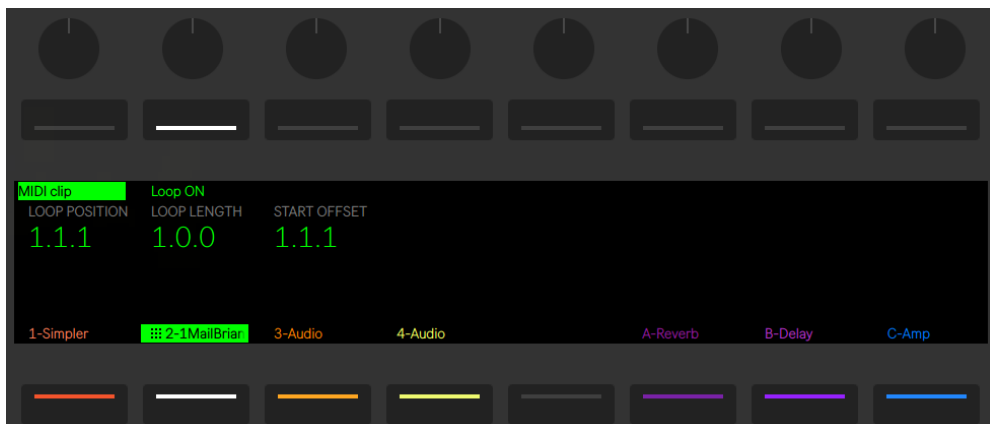 MIDI clip Loop ON
LOOP POSITION LOOP LENGTH START OFFSET
1.1.1 1.0.0 1.1.1
1-Simpler 2-1MailBriar 3-Audio 4-Audio A-Reverb B-Delay C-Amp